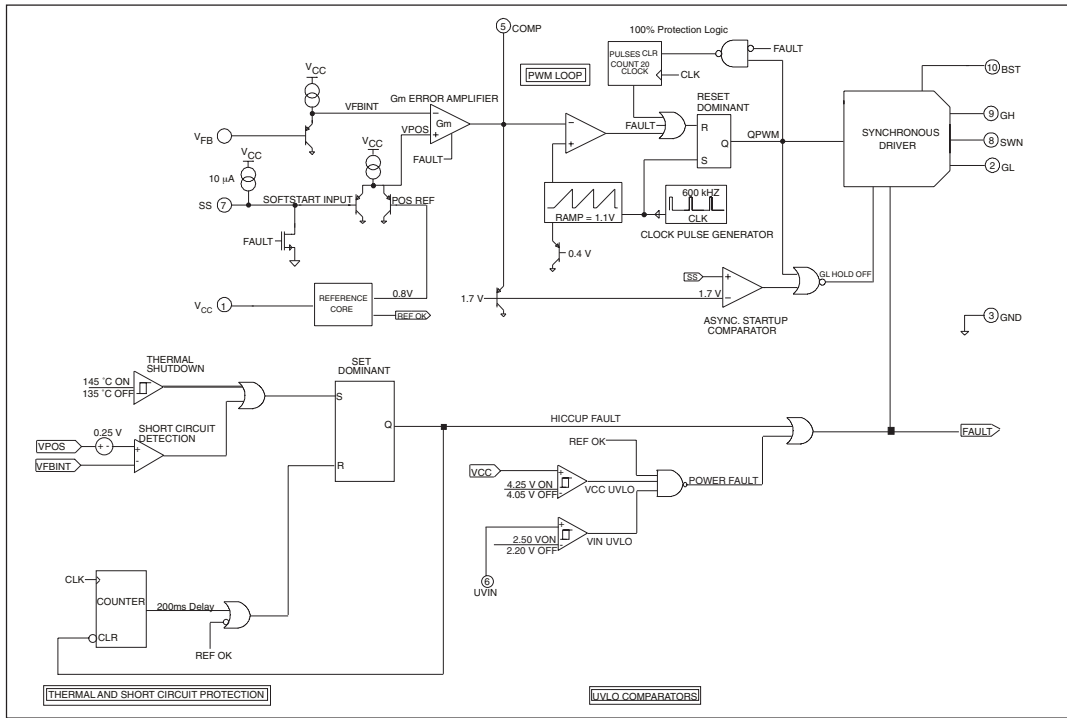 5 COMP
100% Protection Logic
PULSES CLR
COUNT 20
CLOCK
FAULT
CLK
PWM LOOP
10 BST
VCC
Gm ERROR AMPLIFIER
VFBINT
−
Gm
+
VPOS
VFB
FAULT
VCC
VCC
10 µA
SS 7
SOFTSTART INPUT
POS REF
FAULT
−
+
FAULT
RESET
DOMINANT
R
Q
S
QPWM
SYNCHRONOUS
DRIVER
9 GH
8 SWN
2 GL
RAMP = 1.1V
600 kHZ
CLK
CLOCK PULSE GENERATOR
0.4 V
GL HOLD OFF
SS
+
1.7 V
1.7 V
−
ASYNC. STARTUP
COMPARATOR
VCC 1
REFERENCE
CORE
0.8V
REF OK
3 GND
THERMAL
SHUTDOWN
145 ˚C ON
135 ˚C OFF
SET
DOMINANT
S
Q
R
0.25 V
VPOS
+ -
SHORT CIRCUIT
DETECTION
+
-
VFBINT
HICCUP FAULT
FAULT
REF OK
VCC
+
4.25 V ON
4.05 V OFF
-
VCC UVLO
POWER FAULT
+
2.50 VON
2.20 V OFF
-
VIN UVLO
6
UVIN
CLK
COUNTER
CLR
200ms Delay
REF OK
THERMAL AND SHORT CIRCUIT PROTECTION
UVLO COMPARATORS